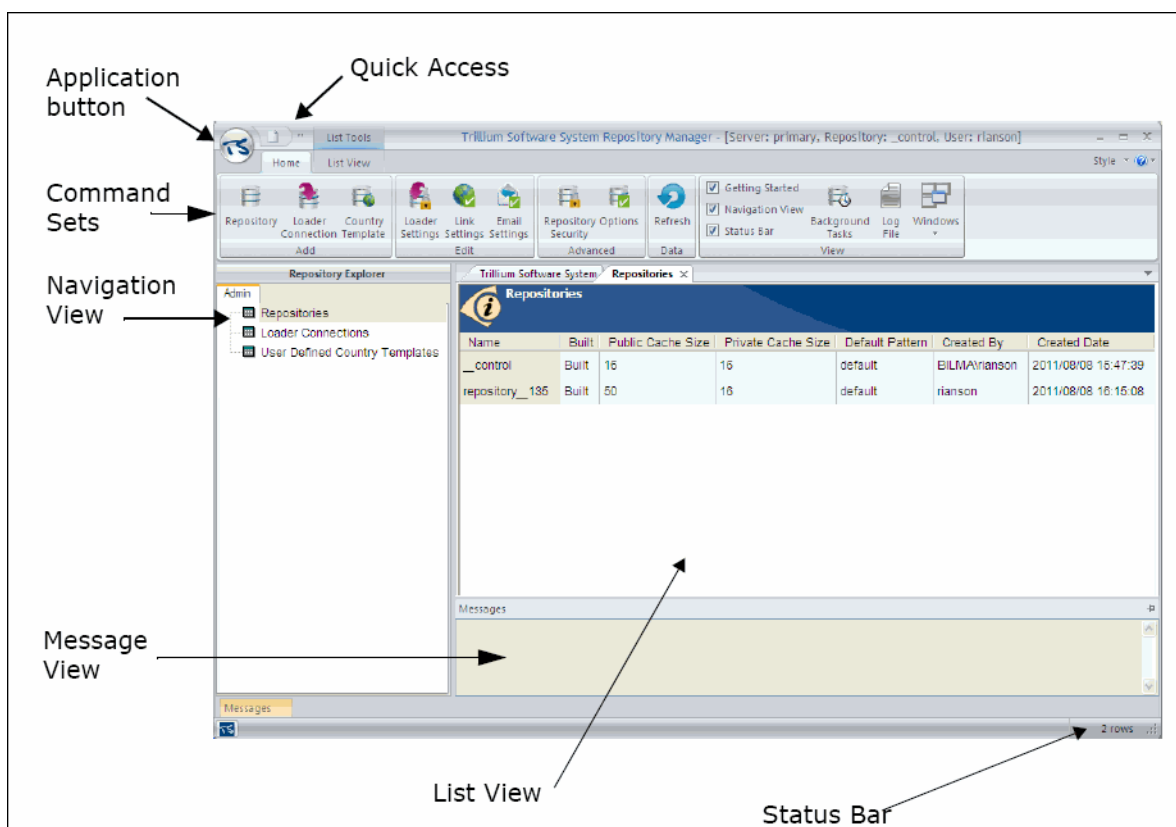 Application
button
Quick Access
Command
Sets
Navigation
View
Message
View
List View
Status Bar
TS
List Tools
Trillium Software System Repository Manager - [Server: primary, Repository: _control, User: rianson]
Home List View Style
Repository Loader Connection Country Template
Add
Loader Settings Link Settings Email Settings
Edit
Repository Security Options
Advanced
Refresh
Data
Getting Started
Navigation View
Status Bar
Background Tasks Log File Windows
View
Repository Explorer
Admin
Repositories
Loader Connections
User Defined Country Templates
Trillium Software System Repositories
Repositories
Name Built Public Cache Size Private Cache Size Default Pattern Created By Created Date
__control Built 16 16 default BILMA\rianson 2011/08/08 15:47:39
repository__135 Built 50 16 default rianson 2011/08/08 16:15:08
Messages
Messages
TS
2 rows